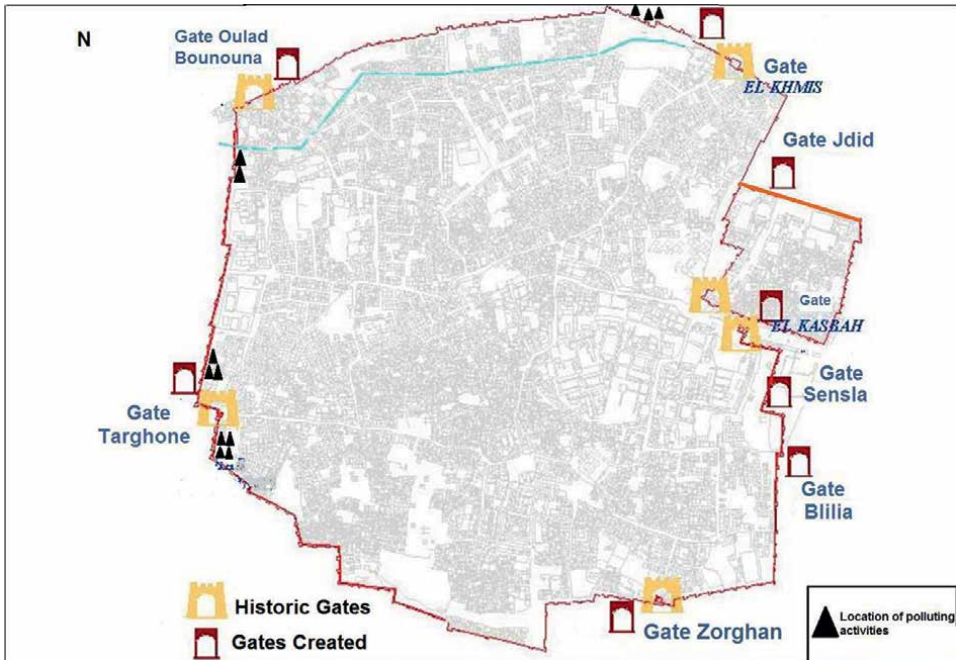 N
Gate Oulad
Bounouna
Gate
EL KHMIS
Gate Jdid
Gate
EL KASBAH
Gate
Sensla
Gate
Targhone
Gate
Blilia
Historic Gates
Gates Created
Gate Zorghan
Location of polluting
activities